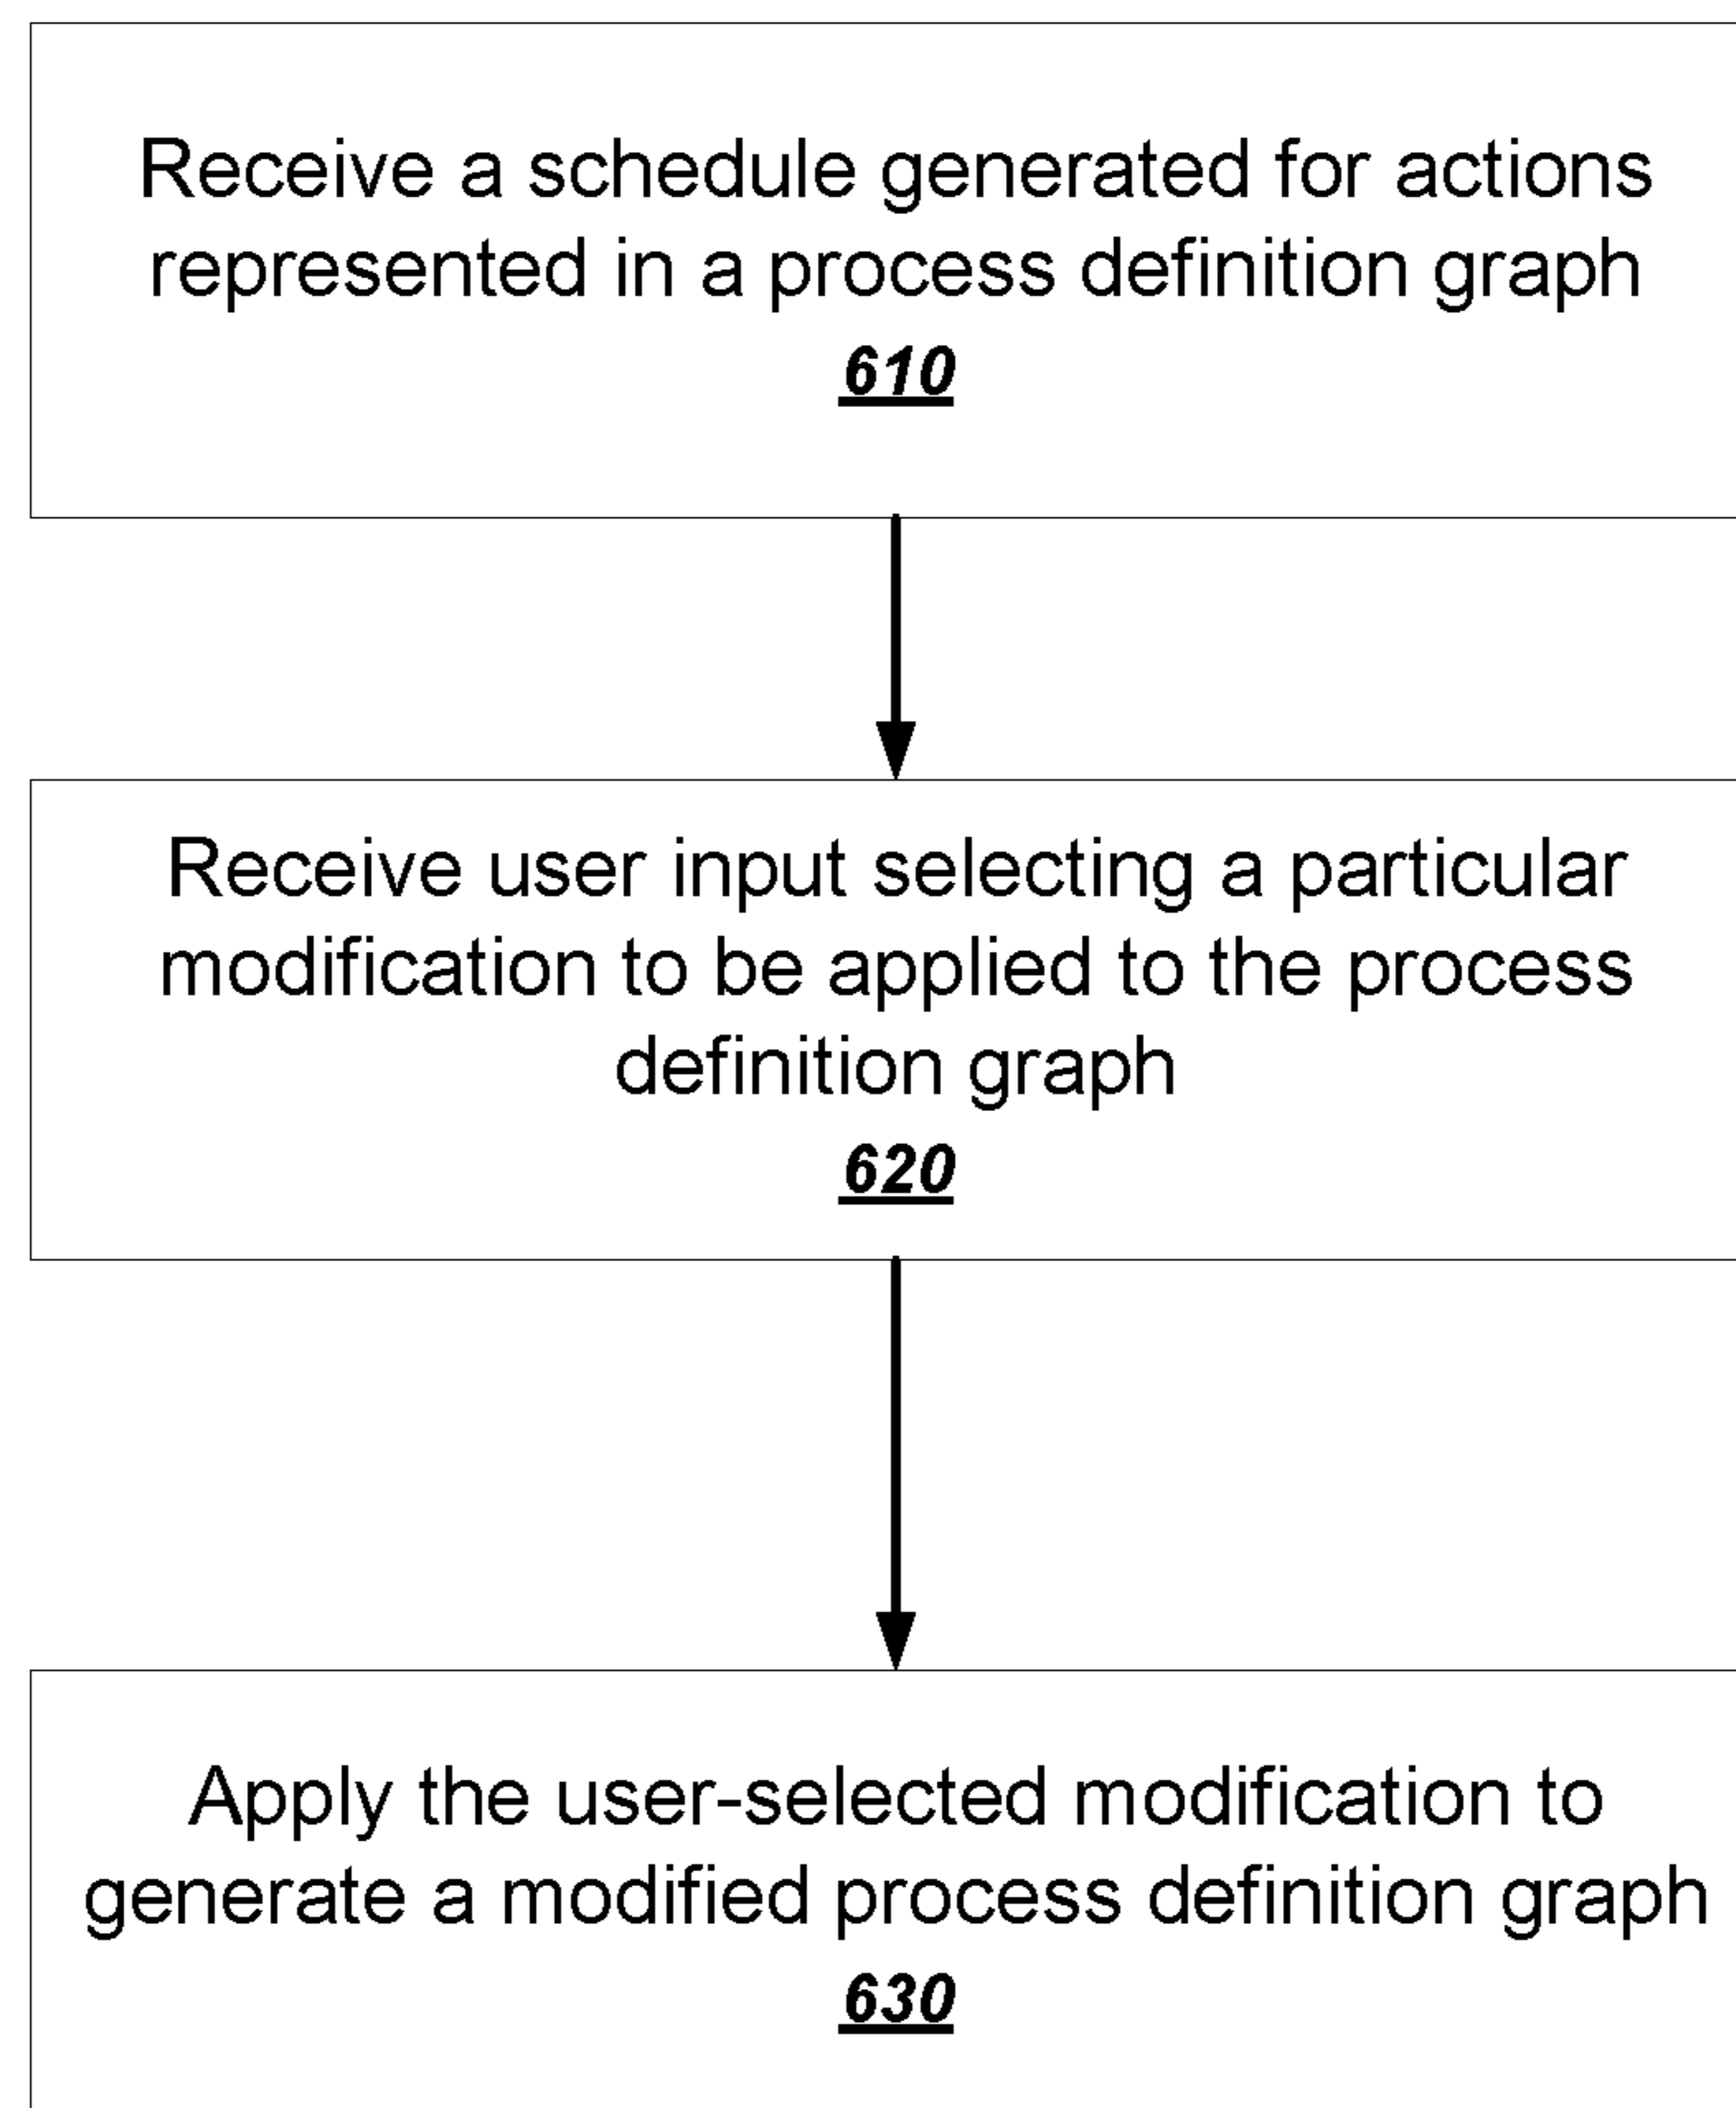 Receive a schedule generated for actions
represented in a process definition graph
610
Receive user input selecting a particular
modification to be applied to the process
definition graph
620
Apply the user-selected modification to
generate a modified process definition graph
630